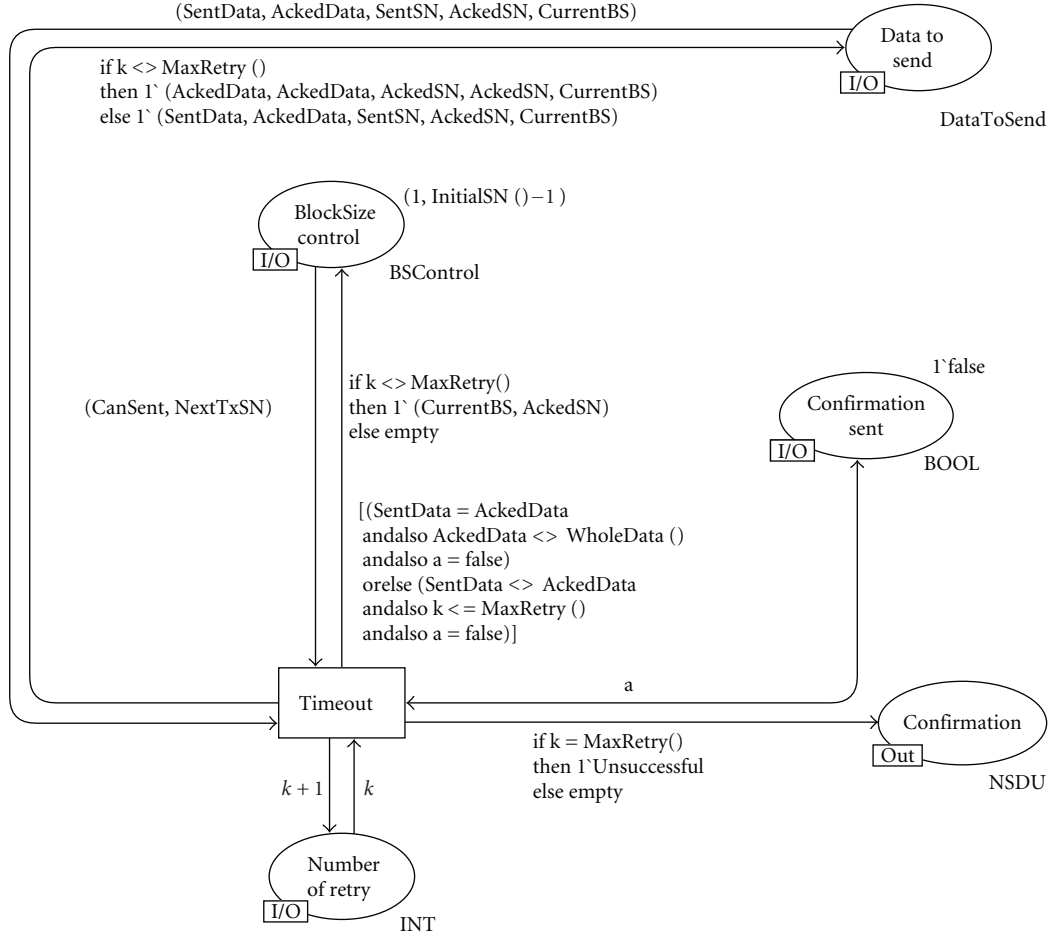 (SentData, AckedData, SentSN, AckedSN, CurrentBS)
Data to
send
I/O
DataToSend
if k <> MaxRetry ()
then 1` (AckedData, AckedData, AckedSN, AckedSN, CurrentBS)
else 1` (SentData, AckedData, SentSN, AckedSN, CurrentBS)
(1, InitialSN ()−1 )
BlockSize
control
I/O
BSControl
(CanSent, NextTxSN)
if k <> MaxRetry()
then 1` (CurrentBS, AckedSN)
else empty
1`false
Confirmation
sent
I/O
BOOL
[(SentData = AckedData
andalso AckedData <> WholeData ()
andalso a = false)
orelse (SentData <> AckedData
andalso k < = MaxRetry ()
andalso a = false)]
Timeout
a
Confirmation
Out
NSDU
if k = MaxRetry()
then 1`Unsuccessful
else empty
k + 1
k
Number
of retry
I/O
INT